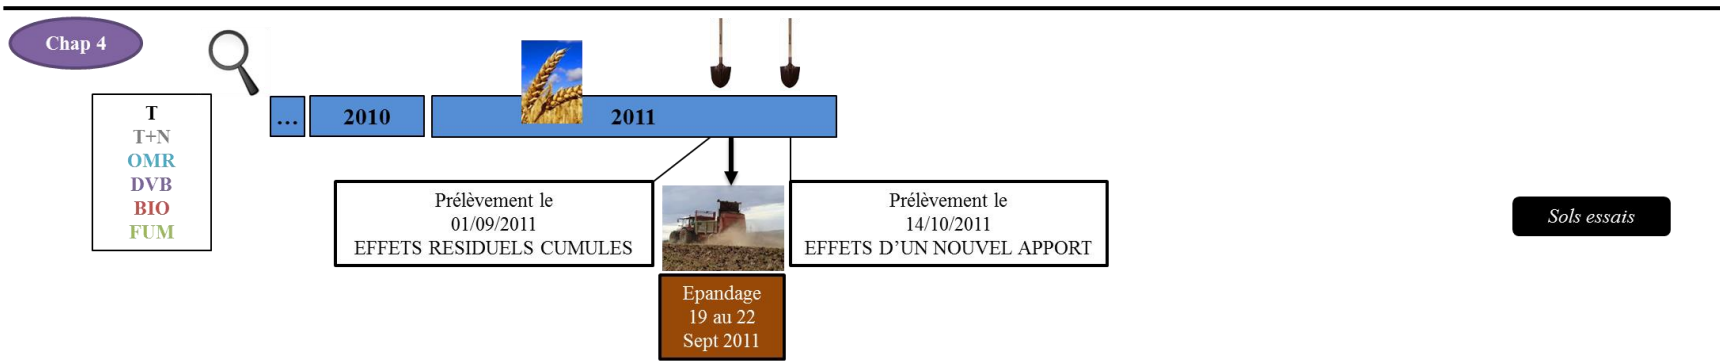 Chap 4
T
T+N
OMR
DVB
BIO
FUM
...
2010
2011
Prélèvement le
01/09/2011
EFFETS RESIDUELS CUMULES
Prélèvement le
14/10/2011
EFFETS D'UN NOUVEL APPORT
Epandage
19 au 22
Sept 2011
Sols essais